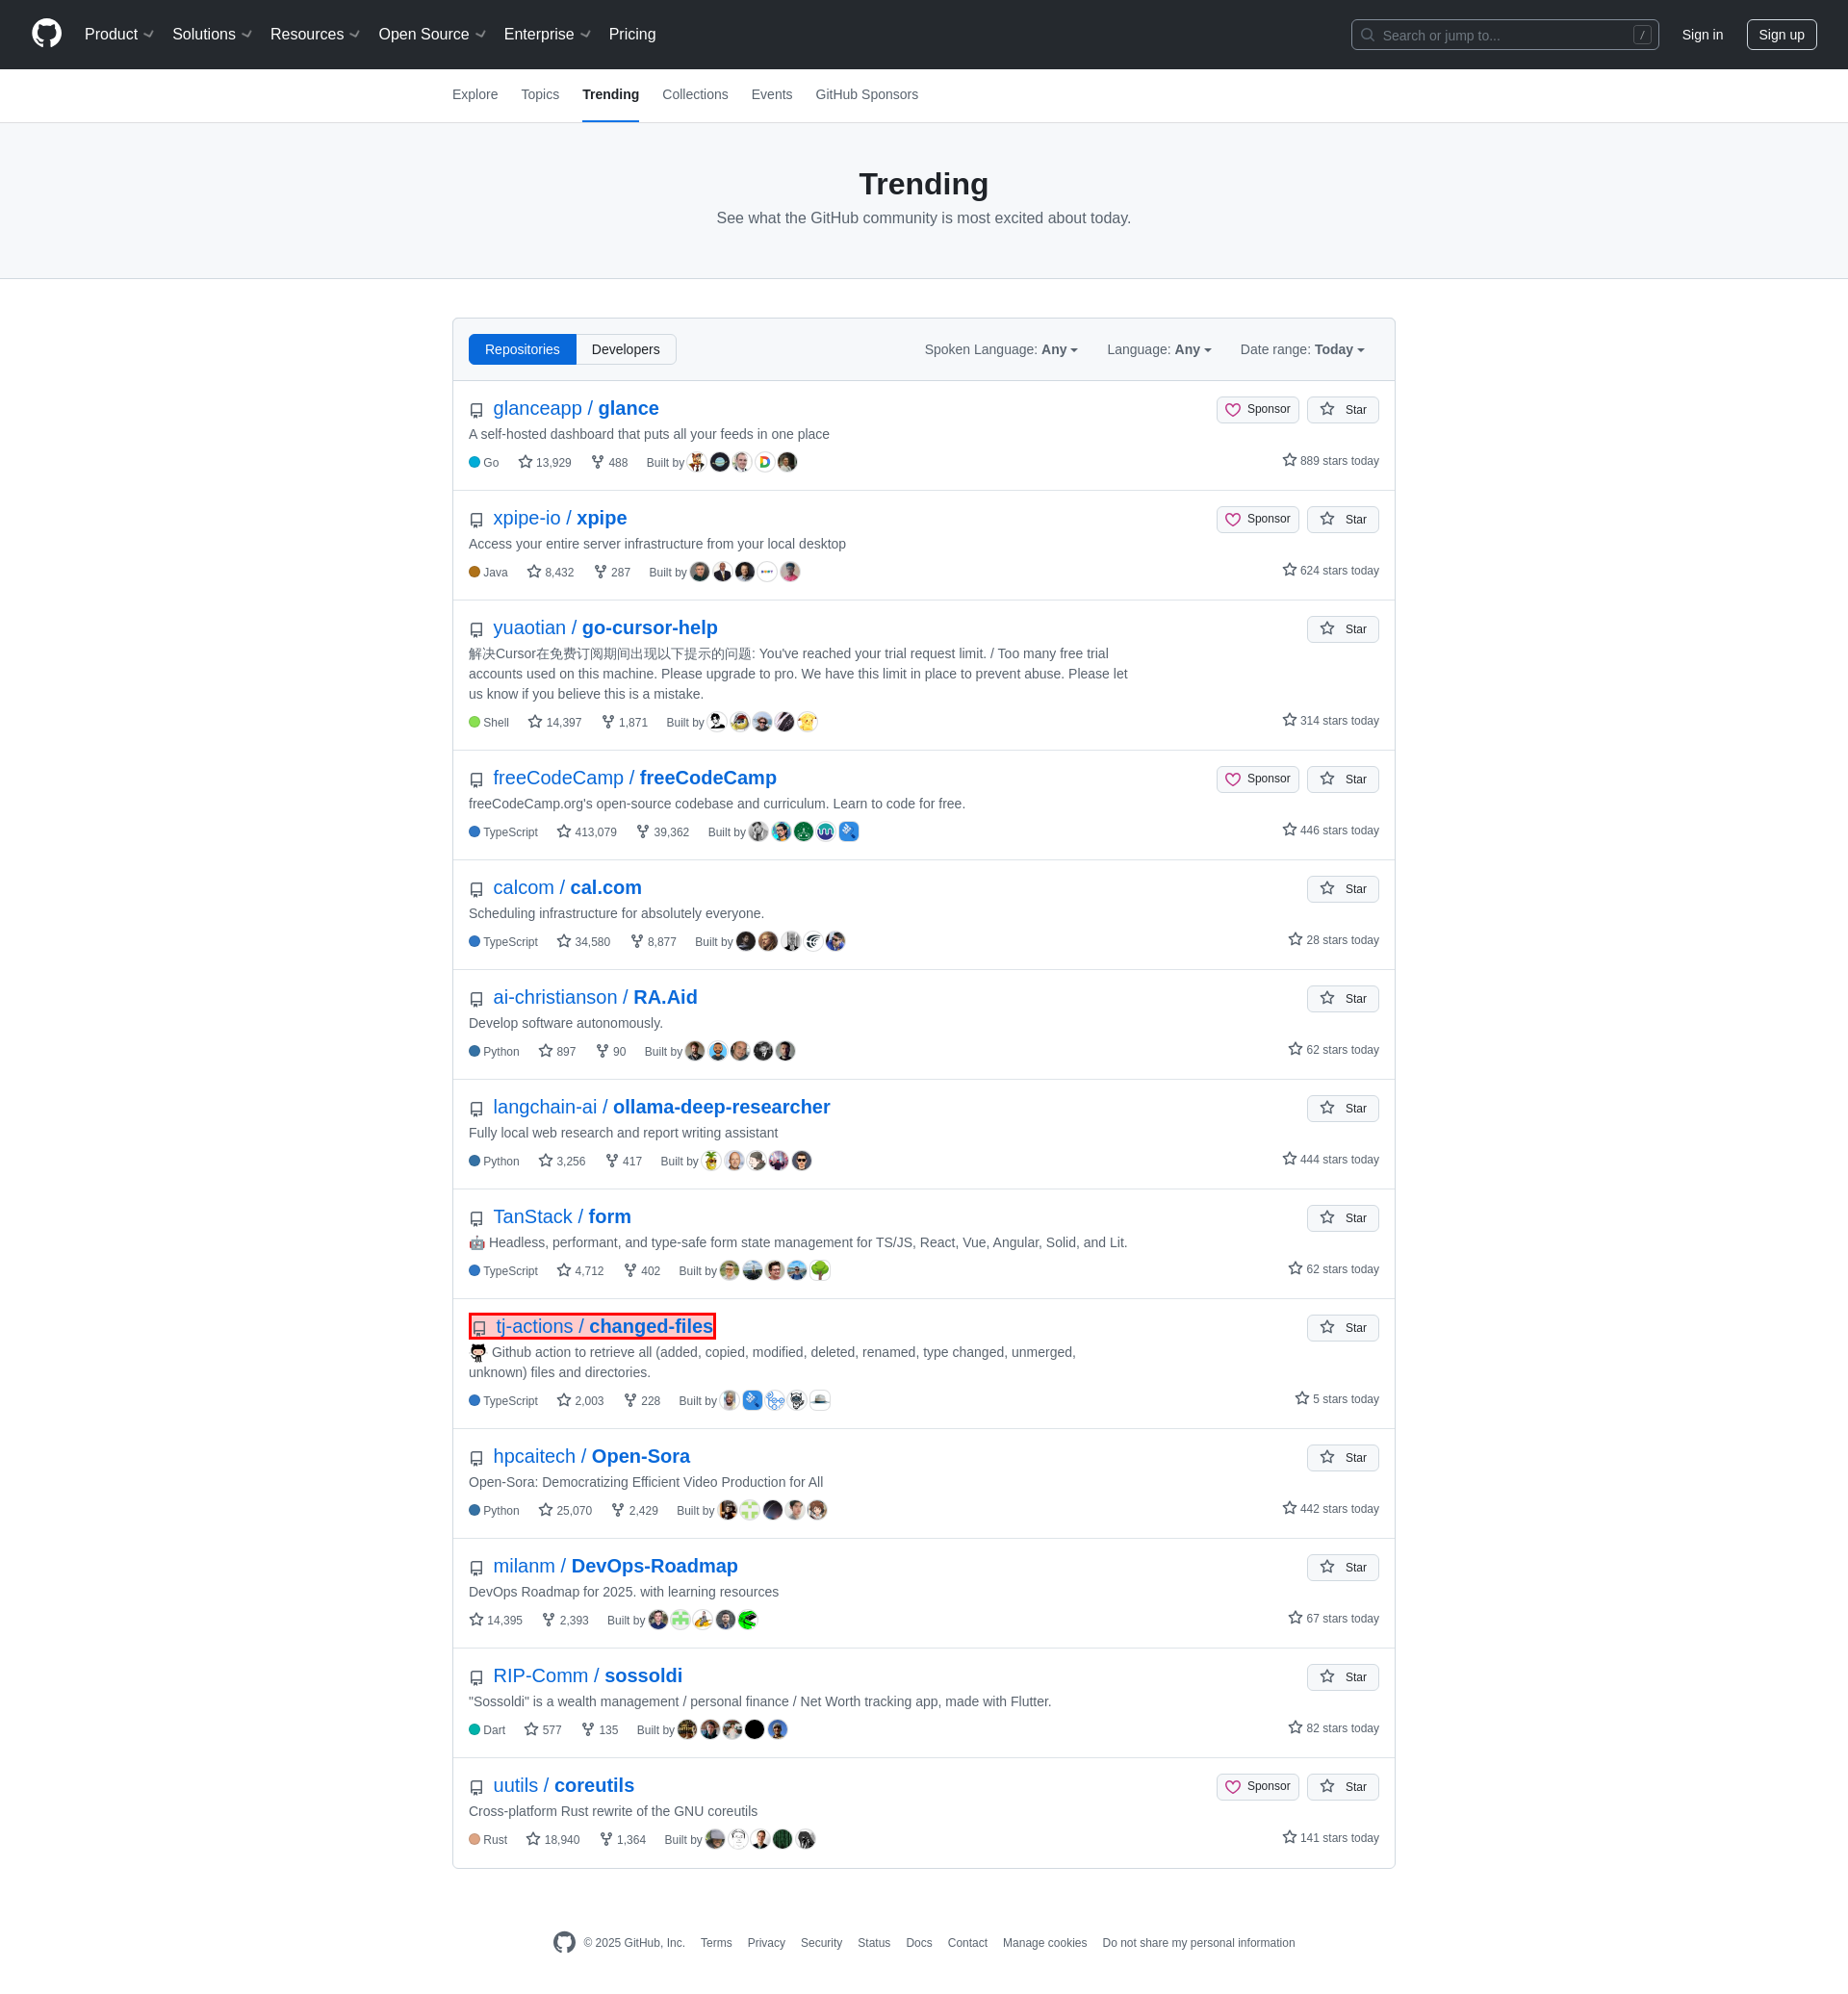 Product Solutions Resources Open Source Enterprise Pricing Search or jump to... / Sign in Sign up
Explore Topics Trending Collections Events GitHub Sponsors
Trending
See what the GitHub community is most excited about today.
Repositories Developers Spoken Language: Any Language: Any Date range: Today
glanceapp / glance Sponsor Star
A self-hosted dashboard that puts all your feeds in one place
Go 13,929 488 Built by 889 stars today
xpipe-io / xpipe Sponsor Star
Access your entire server infrastructure from your local desktop
Java 8,432 287 Built by 624 stars today
yuaotian / go-cursor-help Star
解决Cursor在免费订阅期间出现以下提示的问题: You've reached your trial request limit. / Too many free trial
accounts used on this machine. Please upgrade to pro. We have this limit in place to prevent abuse. Please let
us know if you believe this is a mistake.
Shell 14,397 1,871 Built by 314 stars today
freeCodeCamp / freeCodeCamp Sponsor Star
freeCodeCamp.org's open-source codebase and curriculum. Learn to code for free.
TypeScript 413,079 39,362 Built by 446 stars today
calcom / cal.com Star
Scheduling infrastructure for absolutely everyone.
TypeScript 34,580 8,877 Built by 28 stars today
ai-christianson / RA.Aid Star
Develop software autonomously.
Python 897 90 Built by 62 stars today
langchain-ai / ollama-deep-researcher Star
Fully local web research and report writing assistant
Python 3,256 417 Built by 444 stars today
TanStack / form Star
🤖 Headless, performant, and type-safe form state management for TS/JS, React, Vue, Angular, Solid, and Lit.
TypeScript 4,712 402 Built by 62 stars today
tj-actions / changed-files Star
Github action to retrieve all (added, copied, modified, deleted, renamed, type changed, unmerged,
unknown) files and directories.
TypeScript 2,003 228 Built by 5 stars today
hpcaitech / Open-Sora Star
Open-Sora: Democratizing Efficient Video Production for All
Python 25,070 2,429 Built by 442 stars today
milanm / DevOps-Roadmap Star
DevOps Roadmap for 2025. with learning resources
14,395 2,393 Built by 67 stars today
RIP-Comm / sossoldi Star
"Sossoldi" is a wealth management / personal finance / Net Worth tracking app, made with Flutter.
Dart 577 135 Built by 82 stars today
uutils / coreutils Sponsor Star
Cross-platform Rust rewrite of the GNU coreutils
Rust 18,940 1,364 Built by 141 stars today
© 2025 GitHub, Inc. Terms Privacy Security Status Docs Contact Manage cookies Do not share my personal information